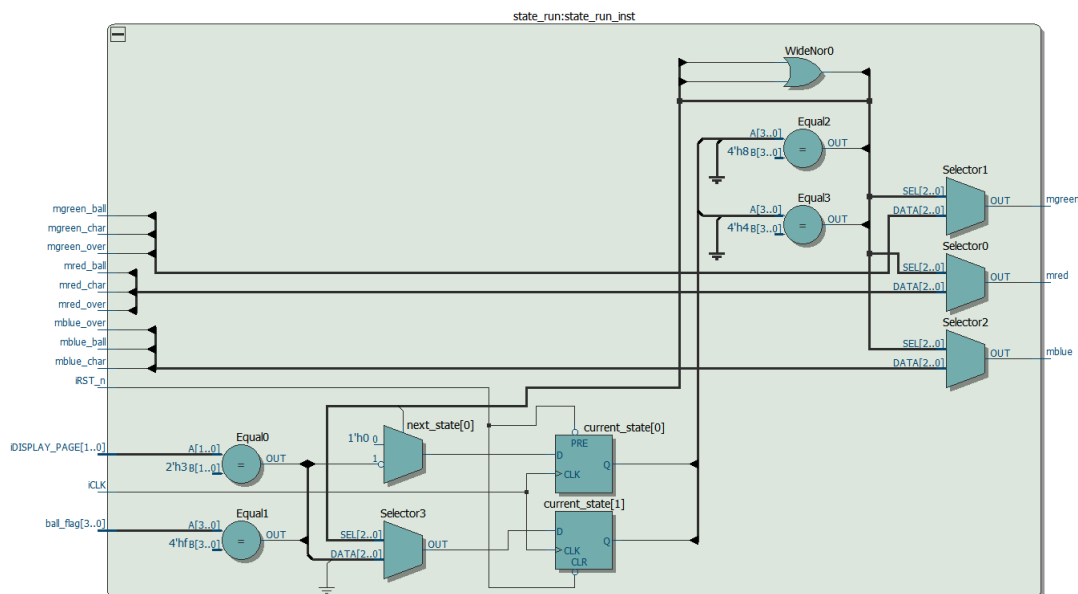 state_run:state_run_inst
WideNor0
Equal2
A[3..0]
OUT
4'h8 B[3..0]
=
Equal3
A[3..0]
OUT
4'h4 B[3..0]
=
Selector1
SEL[2..0]
DATA[2..0]
OUT
mgreen
Selector0
SEL[2..0]
DATA[2..0]
OUT
mred
Selector2
SEL[2..0]
DATA[2..0]
OUT
mblue
mgreen_ball
mgreen_char
mgreen_over
mred_ball
mred_char
mred_over
mblue_over
mblue_ball
mblue_char
iRST_n
iDISPLAY_PAGE[1..0]
iCLK
ball_flag[3..0]
Equal0
A[1..0]
OUT
2'h3 B[1..0]
=
Equal1
A[3..0]
OUT
4'hf B[3..0]
=
next_state[0]
1'h0 0
1
Selector3
SEL[2..0]
DATA[2..0]
OUT
current_state[0]
PRE
D
Q
CLK
current_state[1]
D
Q
CLK
CLR